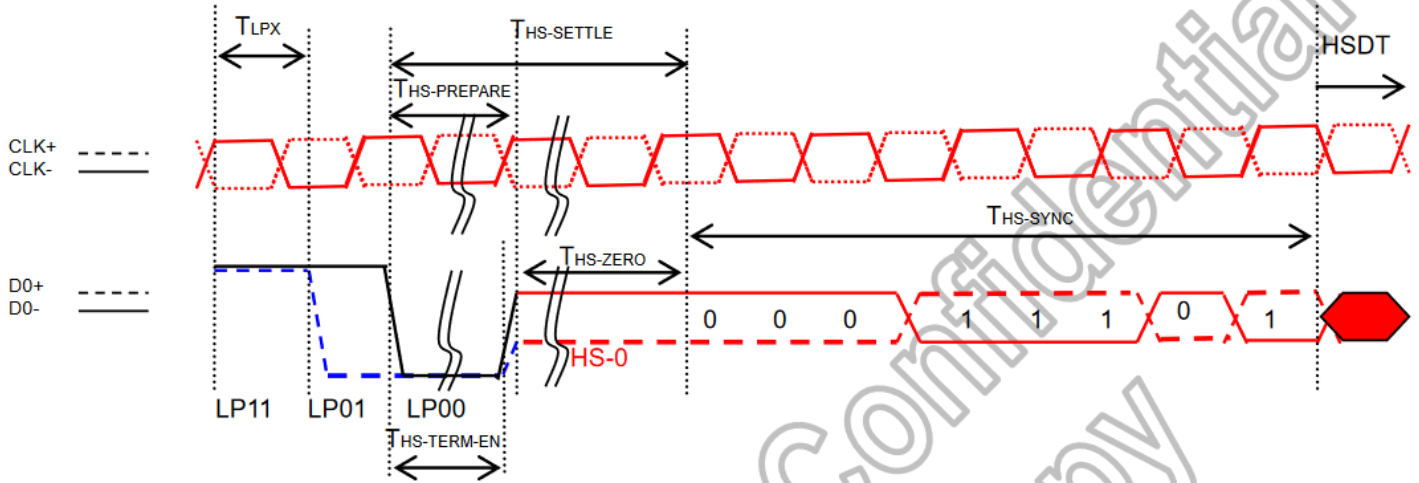 TLPX
THS-SETTLE
HSDT
THS-PREPARE
CLK+
CLK-
THS-SYNC
THS-ZERO
D0+
D0-
0 0 0 1 1 1 0 1
HS-0
LP11 LP01 LP00
THS-TERM-EN
Confidential